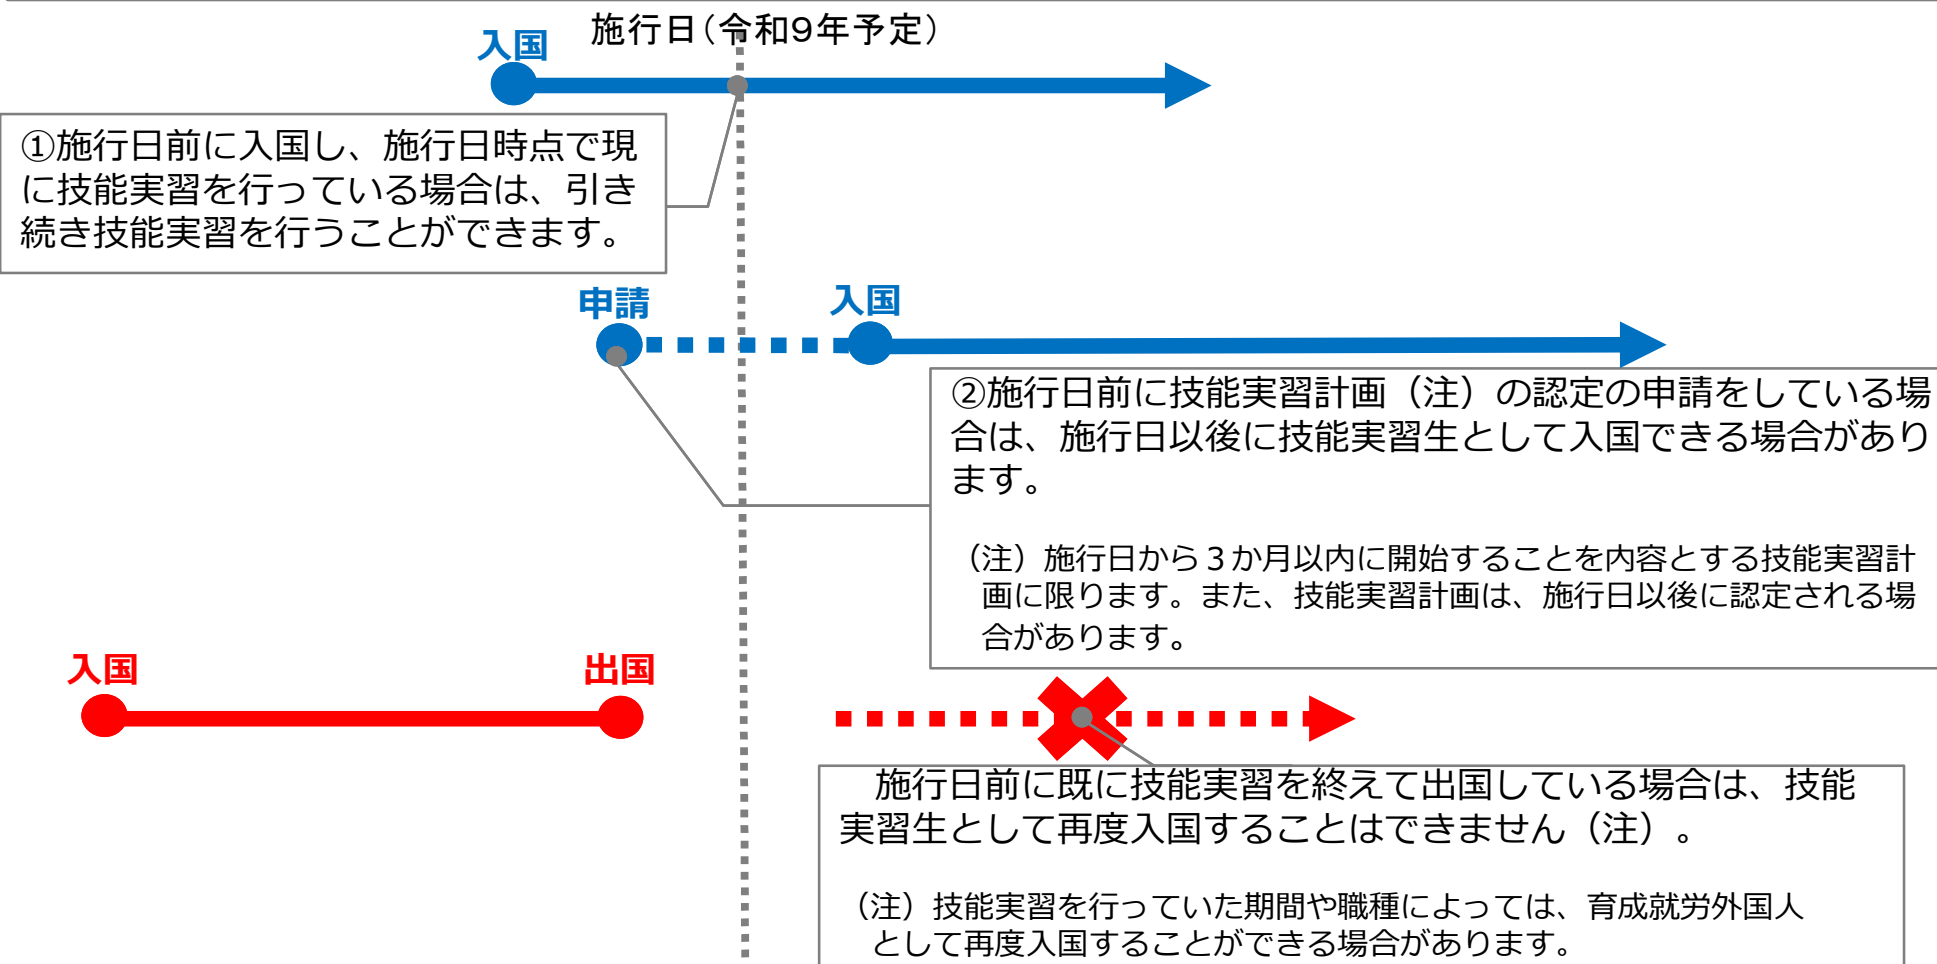 施行日(令和9年予定)
入国
①施行日前に入国し、施行日時点で現
に技能実習を行っている場合は、引き
続き技能実習を行うことができます。
申請
入国
②施行日前に技能実習計画（注）の認定の申請をしている場
合は、施行日以後に技能実習生として入国できる場合があり
ます。
（注）施行日から３か月以内に開始することを内容とする技能実習計
画に限ります。また、技能実習計画は、施行日以後に認定される場
合があります。
入国
出国
施行日前に既に技能実習を終えて出国している場合は、技能
実習生として再度入国することはできません（注）。
（注）技能実習を行っていた期間や職種によっては、育成就労外国人
として再度入国することができる場合があります。